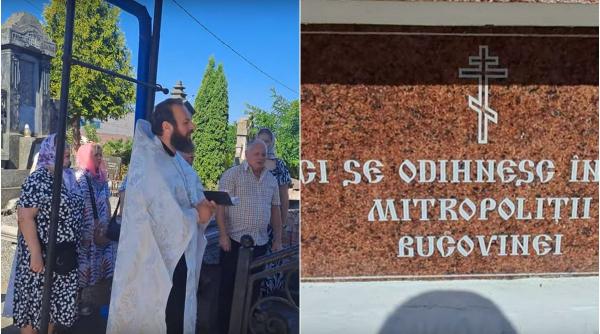 CI SE ODIHNESC ÎN
MITROPOLIȚII
BUCOVINEI